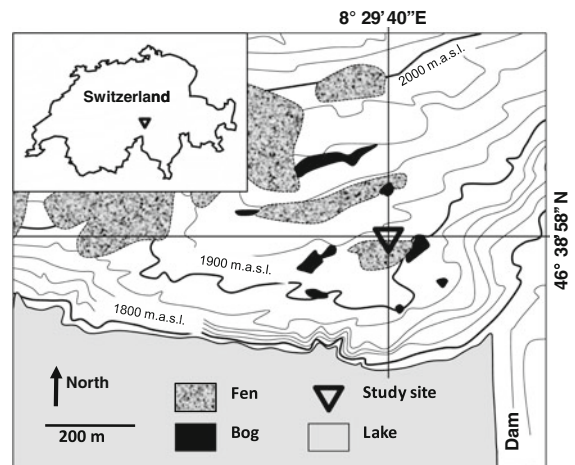 8° 29' 40" E
2000 m.a.s.l.
Switzerland
46° 38' 58" N
1900 m.a.s.l.
1800 m.a.s.l.
North
Fen
Study site
200 m
Bog
Lake
Dam